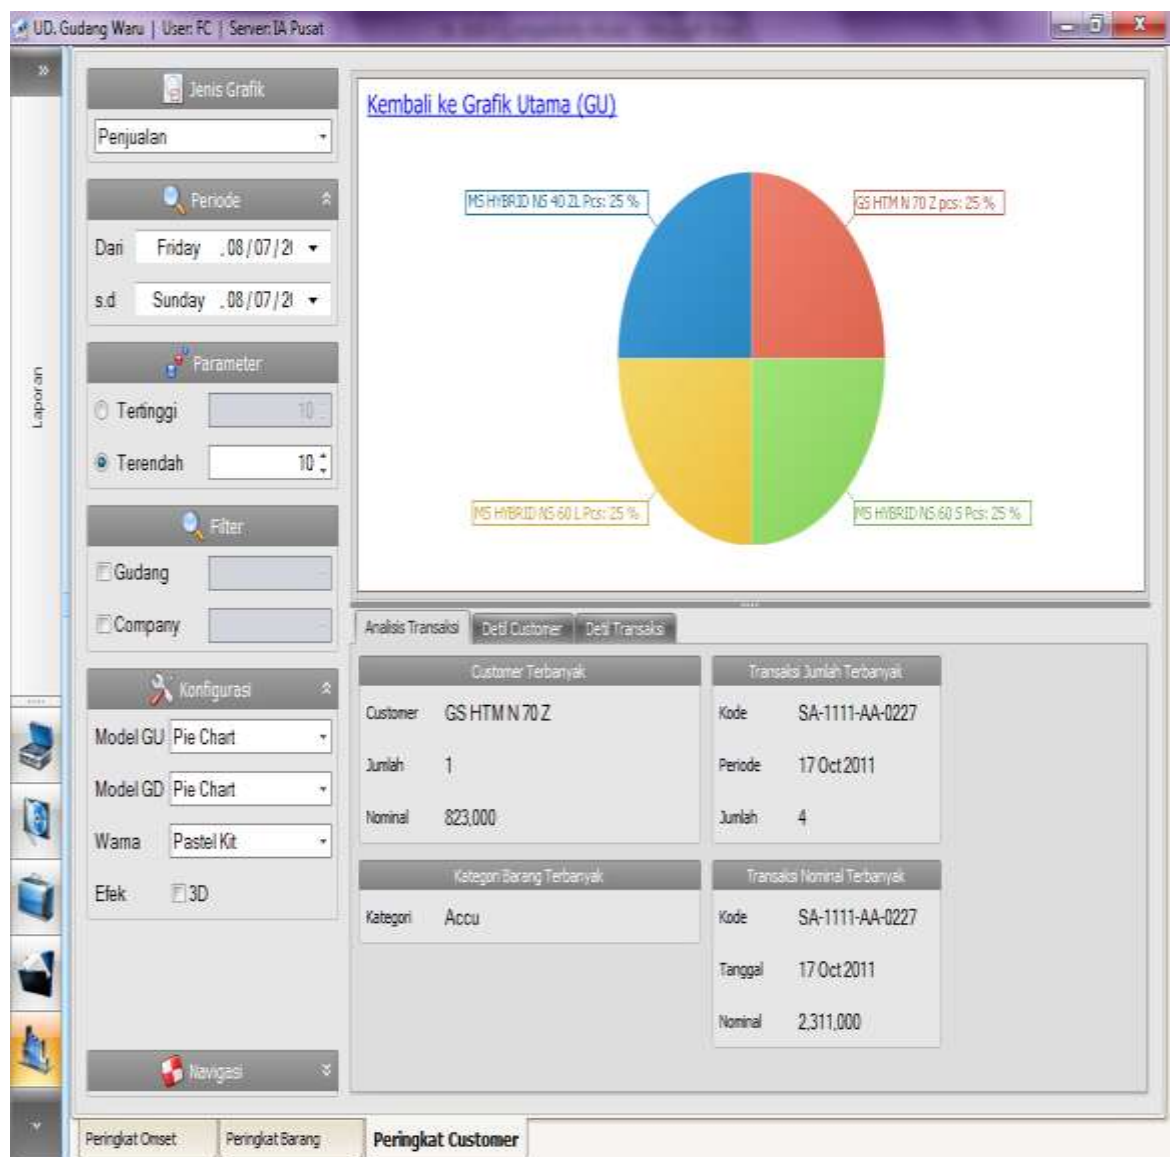 UD. Gudang Waru | User: FC | Server: IA Pusat
Laporan
Jenis Grafik
Penjualan
Periode
Dari Friday , 08/07/2
s.d Sunday , 08/07/2
Parameter
Tertinggi 10
Terendah 10
Filter
Gudang
Company
Konfigurasi
Model GU Pie Chart
Model GD Pie Chart
Warna Pastel Kit
Efek 3D
Navigasi
Kembali ke Grafik Utama (GU)
MS HYBRID NS 40 ZL Pcs: 25 %
GS HTM N 70 Z pcs: 25 %
MS HYBRID NS 60 L Pcs: 25 %
MS HYBRID NS 60 S Pcs: 25 %
Analisis Transaksi Detil Customer Detil Transaksi
Customer Terbanyak
Customer GS HTM N 70 Z
Jumlah 1
Nominal 823,000
Kategori Barang Terbanyak
Kategori Accu
Transaksi Jumlah Terbanyak
Kode SA-1111-AA-0227
Periode 17 Oct 2011
Jumlah 4
Transaksi Nominal Terbanyak
Kode SA-1111-AA-0227
Tanggal 17 Oct 2011
Nominal 2,311,000
Peringkat Omset Peringkat Barang Peringkat Customer